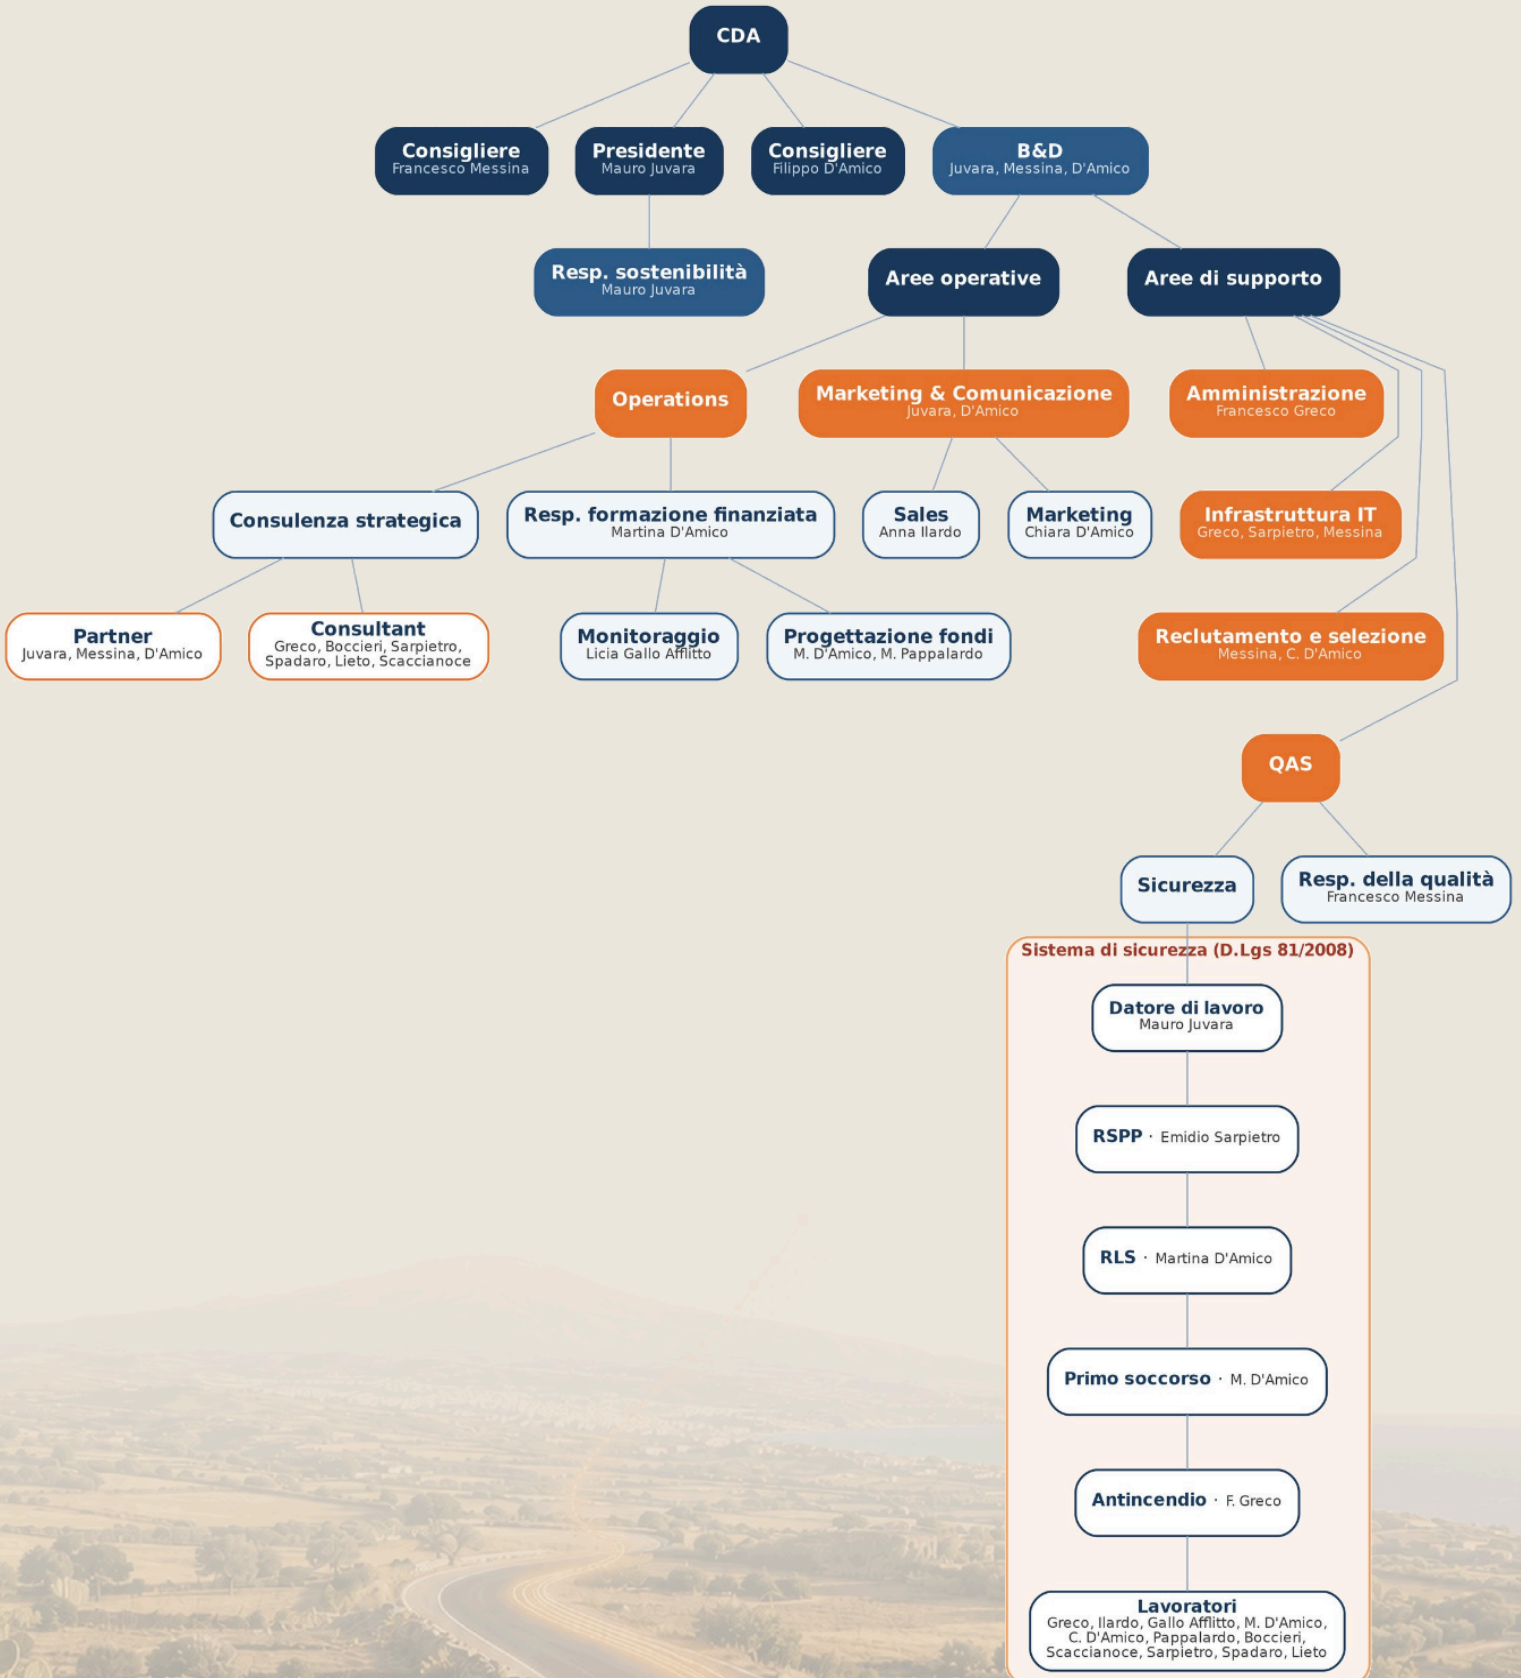 CDA
Consigliere
Francesco Messina
Presidente
Mauro Juvara
Consigliere
Filippo D'Amico
B&D
Juvara, Messina, D'Amico
Resp. sostenibilità
Mauro Juvara
Aree operative
Aree di supporto
Operations
Marketing & Comunicazione
Juvara, D'Amico
Amministrazione
Francesco Greco
Consulenza strategica
Resp. formazione finanziata
Martina D'Amico
Sales
Anna Ilardo
Marketing
Chiara D'Amico
Infrastruttura IT
Greco, Sarpietro, Messina
Partner
Juvara, Messina, D'Amico
Consultant
Greco, Boccieri, Sarpietro,
Spadaro, Lieto, Scaccianoce
Monitoraggio
Licia Gallo Afflitto
Progettazione fondi
M. D'Amico, M. Pappalardo
Reclutamento e selezione
Messina, C. D'Amico
QAS
Sicurezza
Resp. della qualità
Francesco Messina
Sistema di sicurezza (D.Lgs 81/2008)
Datore di lavoro
Mauro Juvara
RSPP · Emidio Sarpietro
RLS · Martina D'Amico
Primo soccorso · M. D'Amico
Antincendio · F. Greco
Lavoratori
Greco, Ilardo, Gallo Afflitto, M. D'Amico,
C. D'Amico, Pappalardo, Boccieri,
Scaccianoce, Sarpietro, Spadaro, Lieto